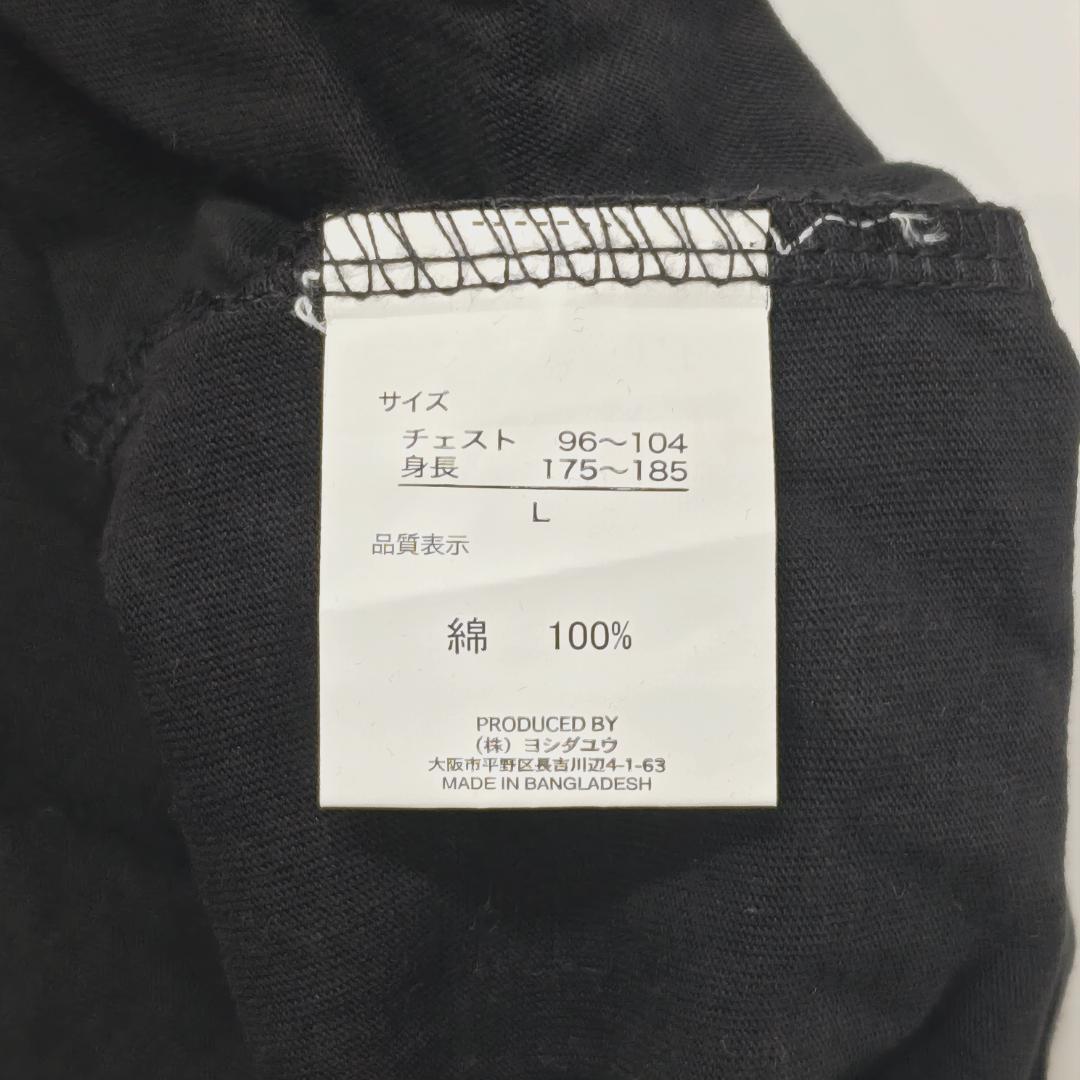 サイズ
チェスト 96～104
身長 175～185
L
品質表示
綿 100%
PRODUCED BY
(株) ヨシダユウ
大阪市平野区長吉川辺4-1-63
MADE IN BANGLADESH